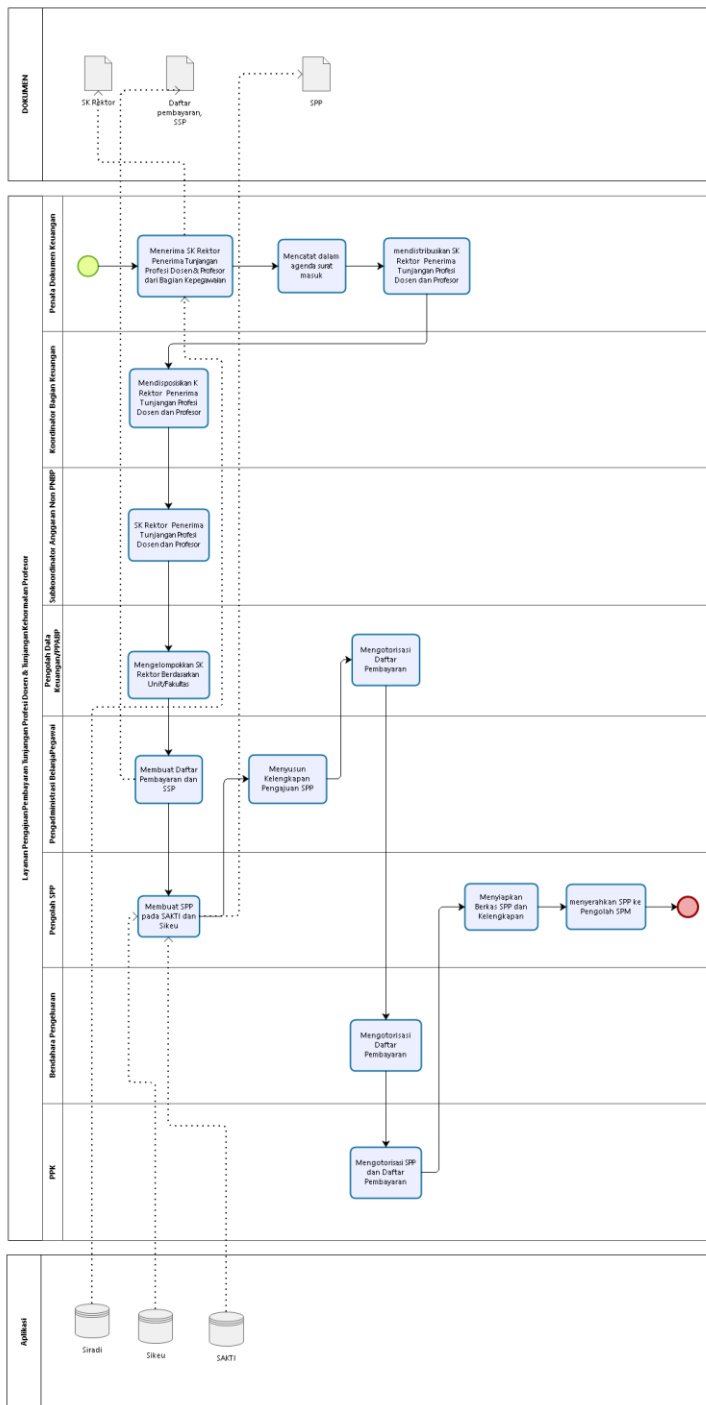 DOKUMEN
SK Rektor
Daftar
pembayaran,
SSP
SPP
Layanan Pengajuan Pembayaran Tunjangan Profesi Dosen & Tunjangan Kehormatan Profesor
Penata Dokumen Keuangan
Menerima SK Rektor
Penerima Tunjangan
Profesi Dosen & Profesor
dari Bagian Kepegawaian
Mencatat dalam
agenda surat
masuk
mendistribusikan SK
Rektor Penerima
Tunjangan Profesi
Dosen dan Profesor
Koordinator Bagian Keuangan
Mendisposisikan K
Rektor Penerima
Tunjangan Profesi
Dosen dan Profesor
Subkoordinator Anggaran Non PNBP
SK Rektor Penerima
Tunjangan Profesi
Dosen dan Profesor
Pengolah Data
Keuangan/PPABP
Mengelompokkan SK
Rektor Berdasarkan
Unit/Fakultas
Mengotorisasi
Daftar
Pembayaran
Pengadministrasi Belanja Pegawai
Membuat Daftar
Pembayaran dan
SSP
Menyusun
Kelengkapan
Pengajuan SPP
Pengolah SPP
Membuat SPP
pada SAKTI dan
Sikeu
Menyiapkan
Berkas SPP dan
Kelengkapan
menyerahkan SPP ke
Pengolah SPM
Bendahara Pengeluaran
Mengotorisasi
Daftar
Pembayaran
PPK
Mengotorisasi SPP
dan Daftar
Pembayaran
Aplikasi
Siradi
Sikeu
SAKTI